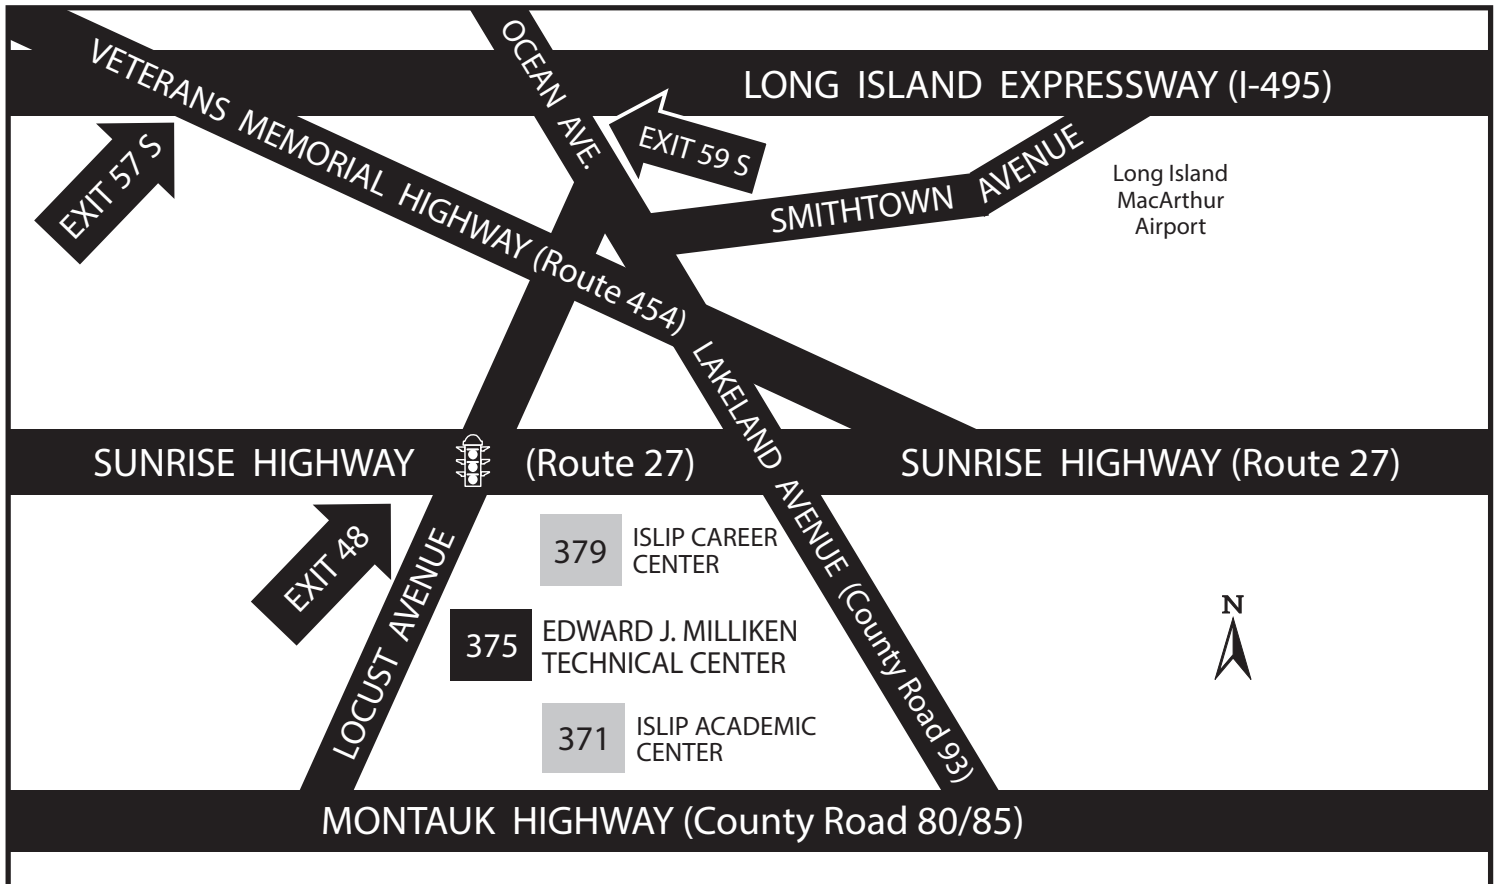 OCEAN AVE.
VETERANS MEMORIAL HIGHWAY (Route 454)
LONG ISLAND EXPRESSWAY (I-495)
EXIT 57 S
EXIT 59 S
SMITHTOWN AVENUE
Long Island
MacArthur
Airport
LAKELAND AVENUE (County Road 93)
SUNRISE HIGHWAY (Route 27)
SUNRISE HIGHWAY (Route 27)
EXIT 48
LOCUST AVENUE
379
ISLIP CAREER
CENTER
375
EDWARD J. MILLIKEN
TECHNICAL CENTER
371
ISLIP ACADEMIC
CENTER
N
MONTAUK HIGHWAY (County Road 80/85)